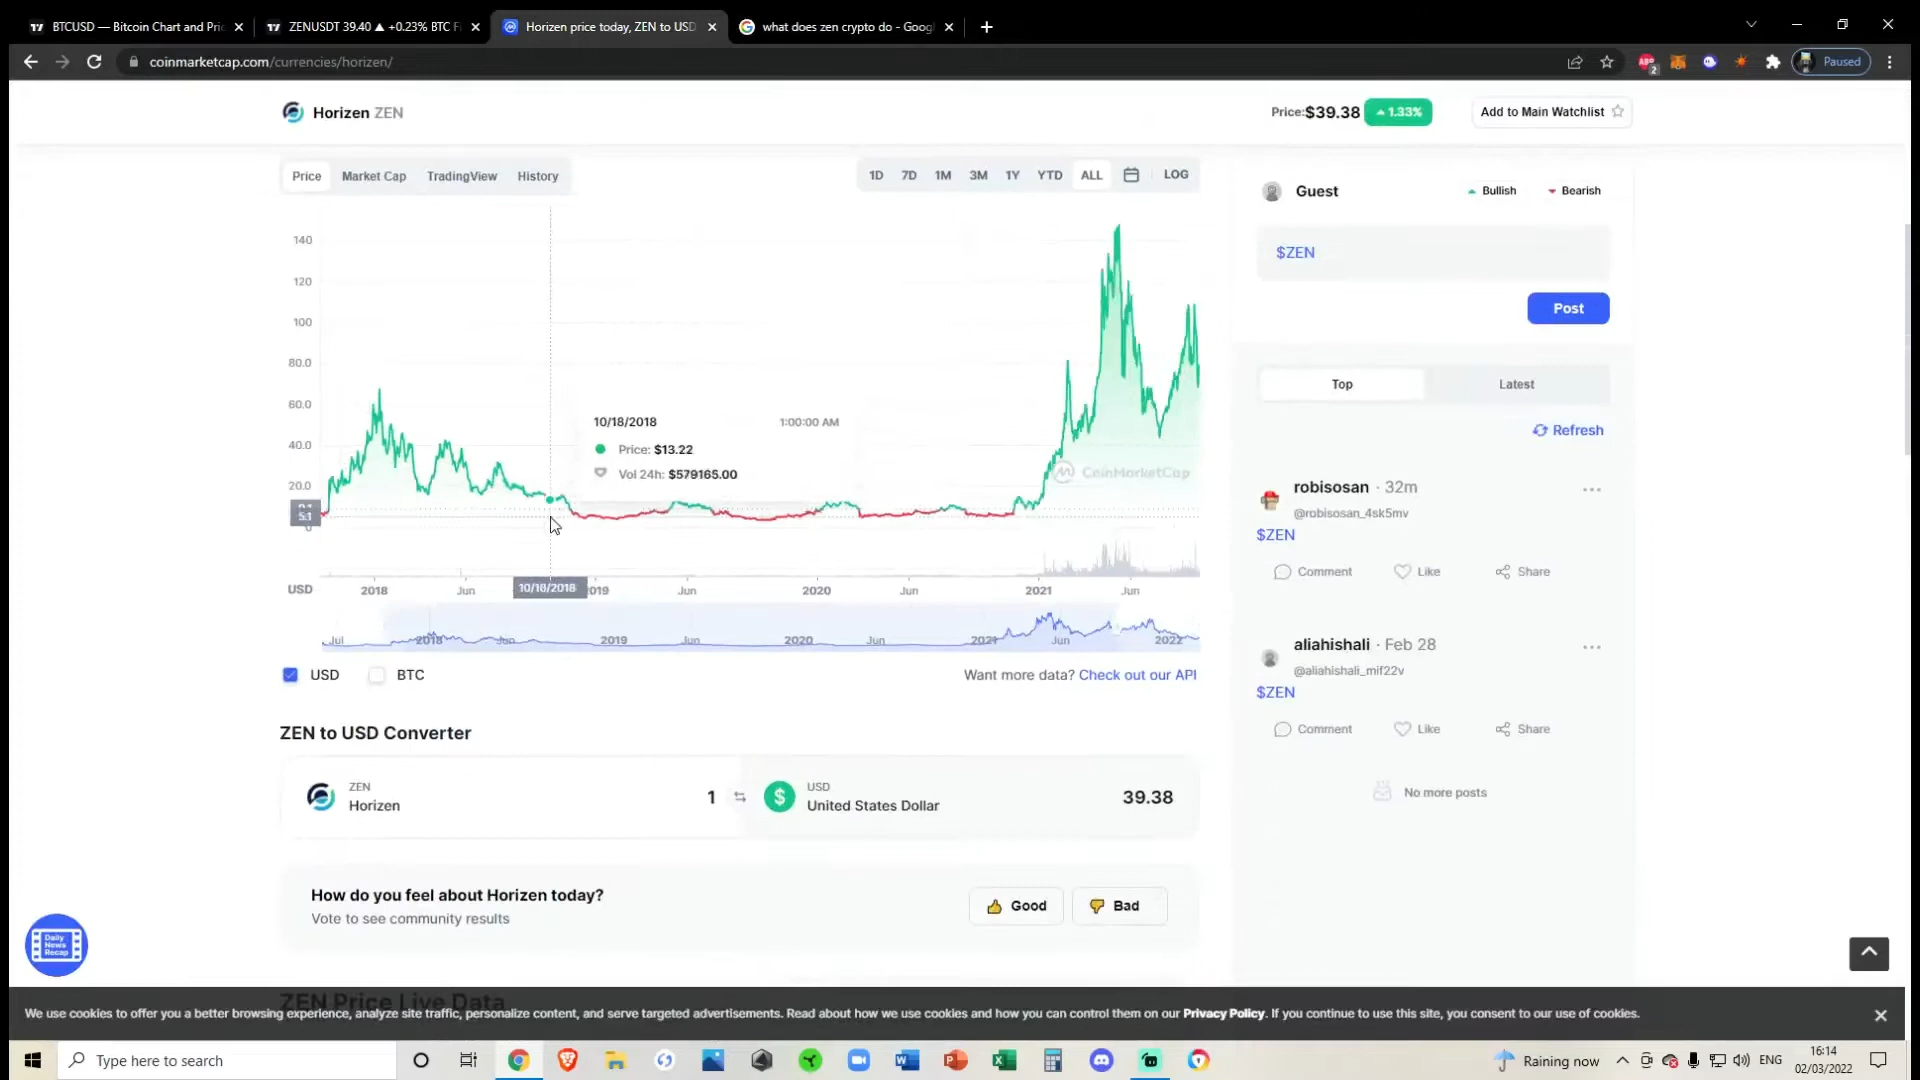 BTCUSD — Bitcoin Chart and Pric
ZENUSDT 39.40 ▲ +0.23% BTC F
Horizen price today, ZEN to USD
what does zen crypto do - Goog
coinmarketcap.com/currencies/horizen/
ABP
2
Paused
Horizen ZEN
Price:$39.38
1.33%
Add to Main Watchlist
Price
Market Cap
TradingView
History
1D
7D
1M
3M
1Y
YTD
ALL
LOG
140
120
100
80.0
60.0
40.0
20.0
0
10/18/2018 1:00:00 AM
Price: $13.22
Vol 24h: $579165.00
CoinMarketCap
USD
2018
Jun
10/18/2018
2019
Jun
2020
Jun
2021
Jun
Jul
2018
Jun
2019
Jun
2020
Jun
2021
Jun
2022
USD
BTC
Want more data? Check out our API
ZEN to USD Converter
ZEN
Horizen
1
USD
United States Dollar
39.38
How do you feel about Horizen today?
Vote to see community results
Good
Bad
ZEN Price Live Data
Guest
Bullish
Bearish
$ZEN
Post
Top
Latest
Refresh
robisosan · 32m
@robisosan_4sk5mv
$ZEN
Comment
Like
Share
aliahishali · Feb 28
@aliahishali_mif22v
$ZEN
Comment
Like
Share
No more posts
Daily
News
Recap
We use cookies to offer you a better browsing experience, analyze site traffic, personalize content, and serve targeted advertisements. Read about how we use cookies and how you can control them on our Privacy Policy. If you continue to use this site, you consent to our use of cookies.
Type here to search
Raining now
ENG
16:14
02/03/2022